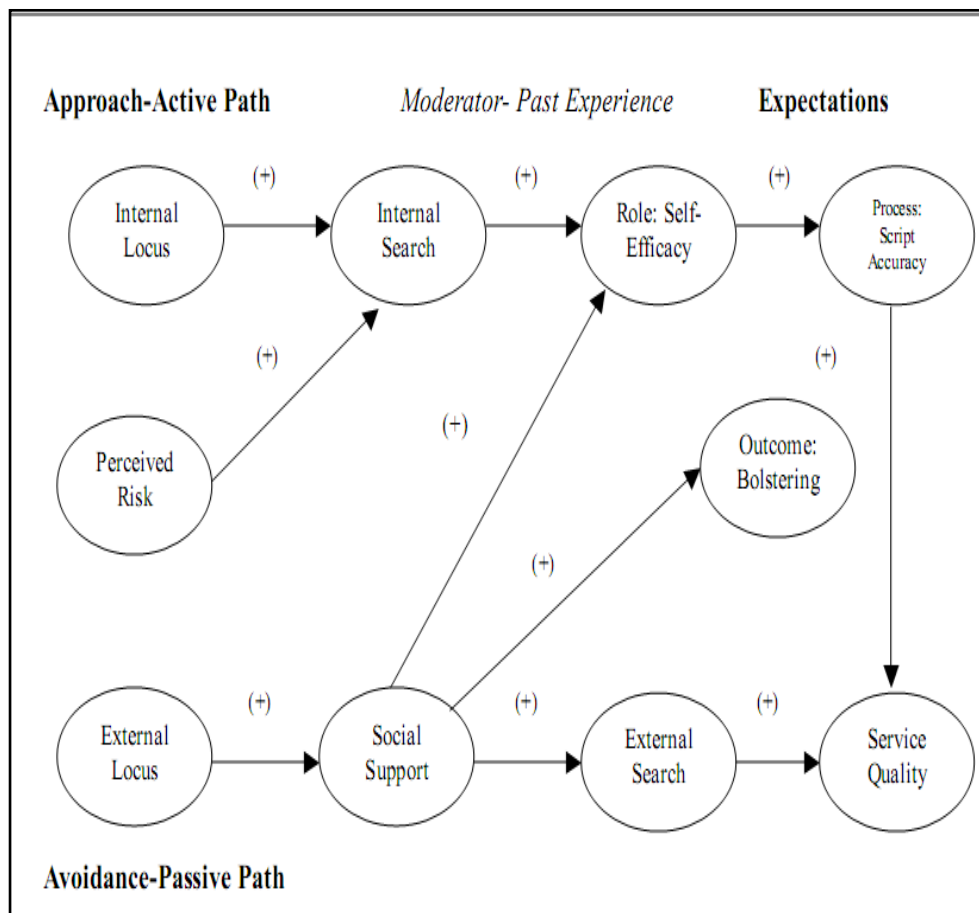 Approach-Active Path
Moderator- Past Experience
Expectations
(+)
(+)
(+)
Internal
Locus
Internal
Search
Role: Self-
Efficacy
Process:
Script
Accuracy
(+)
(+)
(+)
Perceived
Risk
Outcome:
Bolstering
(+)
(+)
(+)
(+)
External
Locus
Social
Support
External
Search
Service
Quality
Avoidance-Passive Path